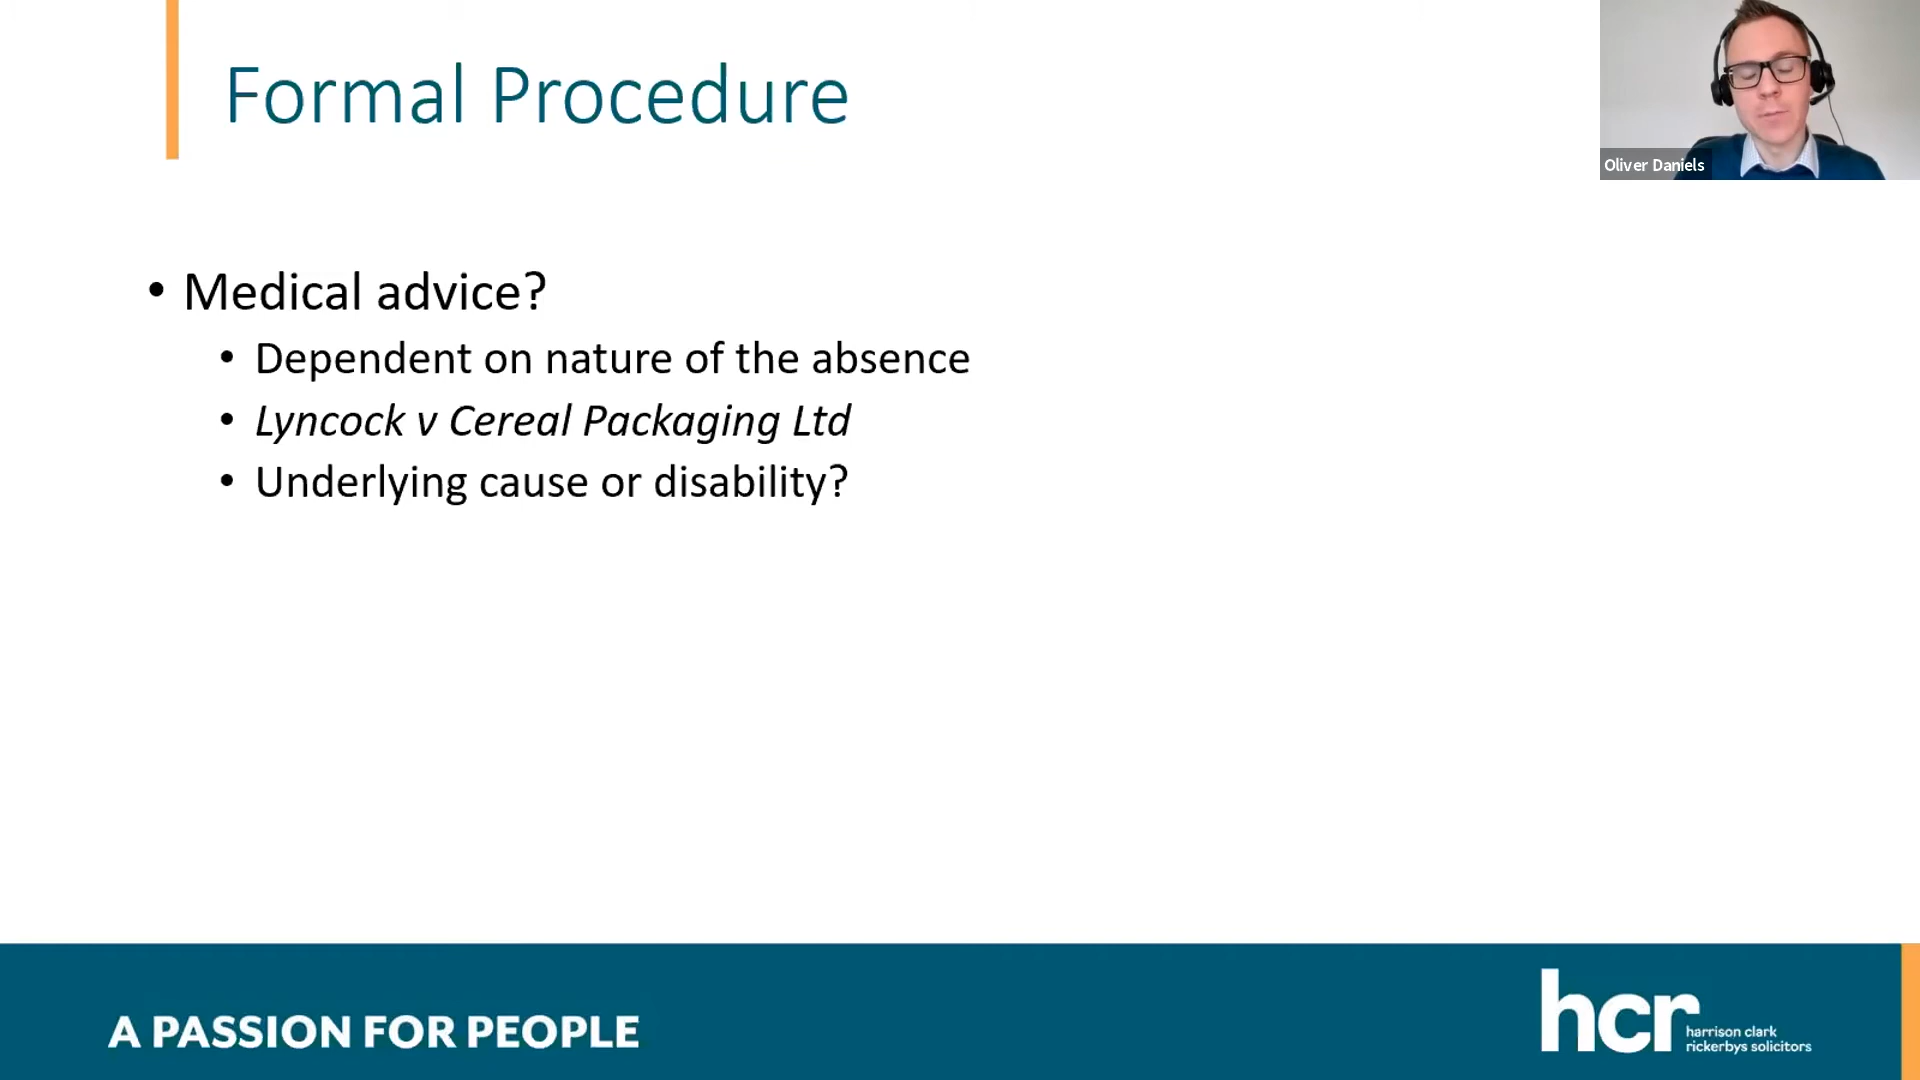 Formal Procedure
Oliver Daniels
• Medical advice?
• Dependent on nature of the absence
• Lyncock v Cereal Packaging Ltd
• Underlying cause or disability?
A PASSION FOR PEOPLE
hcr
harrison clark
rickerbys solicitors